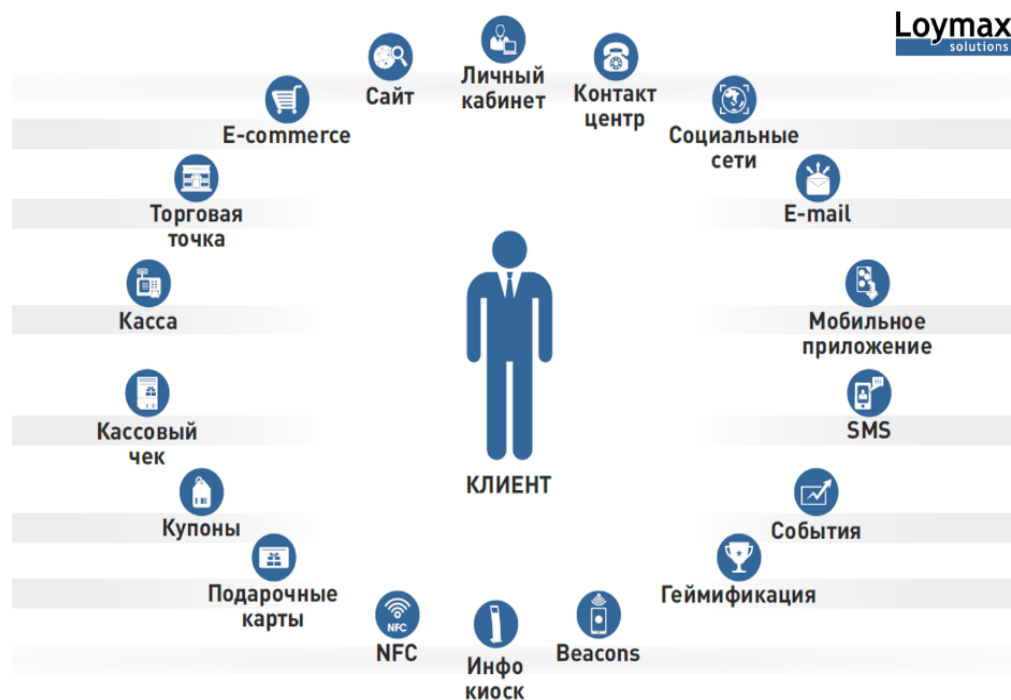 Loymax
solutions
Сайт
Личный
кабинет
Контакт
центр
E-commerce
Социальные
сети
Торговая
точка
E-mail
Касса
Мобильное
приложение
Кассовый
чек
SMS
КЛИЕНТ
Купоны
События
Подарочные
карты
Геймификация
NFC
NFC
Инфо
киоск
Beacons